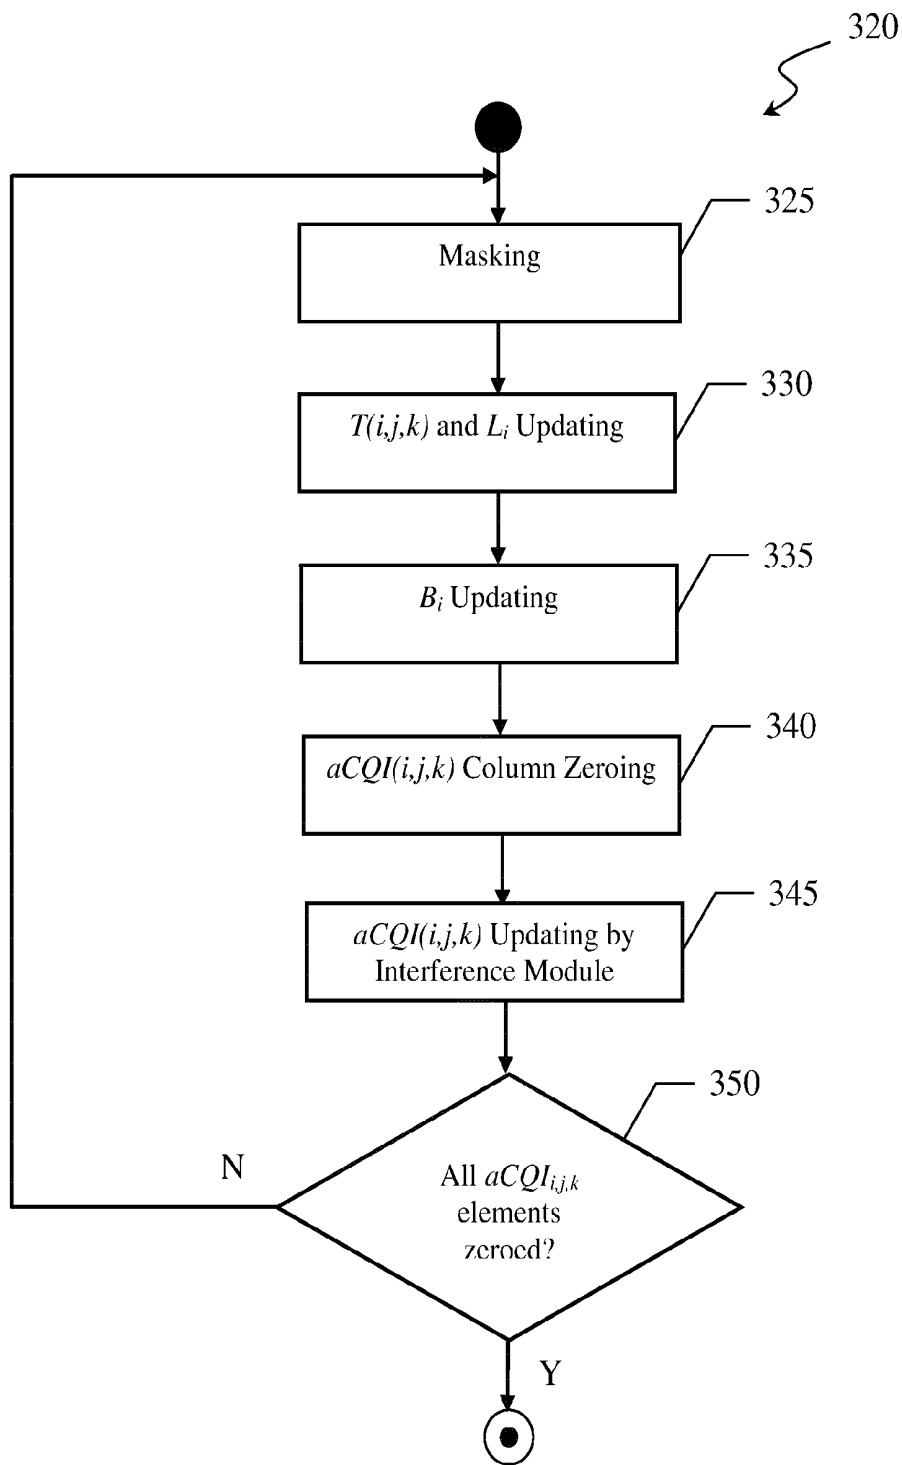 320
325
Masking
330
T(i,j,k) and Li Updating
335
Bi Updating
340
aCQI(i,j,k) Column Zeroing
345
aCQI(i,j,k) Updating by
Interference Module
350
N
All aCQIi,j,k
elements
zeroed?
Y